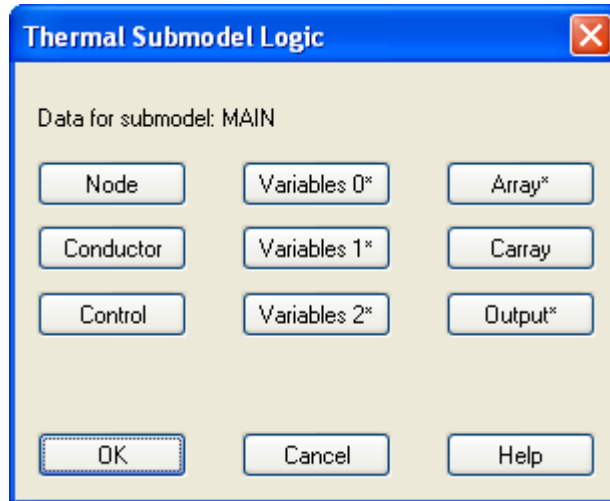 Thermal Submodel Logic
Data for submodel: MAIN
Node Variables 0* Array*
Conductor Variables 1* Carray
Control Variables 2* Output*
OK Cancel Help